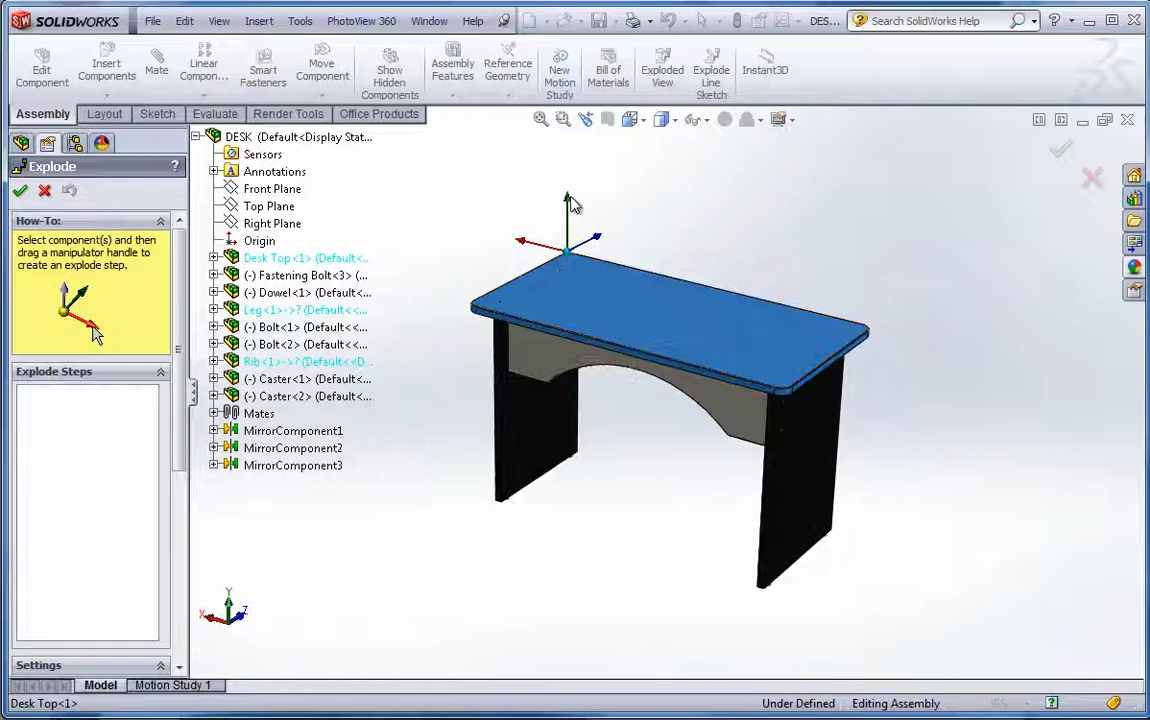 SOLIDWORKS File Edit View Insert Tools PhotoView 360 Window Help DES... Search SolidWorks Help
Edit Component
Insert Components
Mate
Linear Compon...
Smart Fasteners
Move Component
Show Hidden Components
Assembly Features
Reference Geometry
New Motion Study
Bill of Materials
Exploded View
Explode Line Sketch
Instant3D
Assembly Layout Sketch Evaluate Render Tools Office Products
Explode ?
How-To:
Select component(s) and then
drag a manipulator handle to
create an explode step.
Explode Steps
Settings
DESK (Default<Display Stat...
Sensors
A Annotations
Front Plane
Top Plane
Right Plane
Origin
Desk Top<1> (Default<..
(-) Fastening Bolt<3> (...
(-) Dowel<1> (Default<...
Leg<1>->? (Default<<..
(-) Bolt<1> (Default<<...
(-) Bolt<2> (Default<<...
Rib<1>->? (Default<<D...
(-) Caster<1> (Default<...
(-) Caster<2> (Default<...
Mates
MirrorComponent1
MirrorComponent2
MirrorComponent3
Y
X
Z
Model Motion Study 1
Desk Top<1> Under Defined Editing Assembly